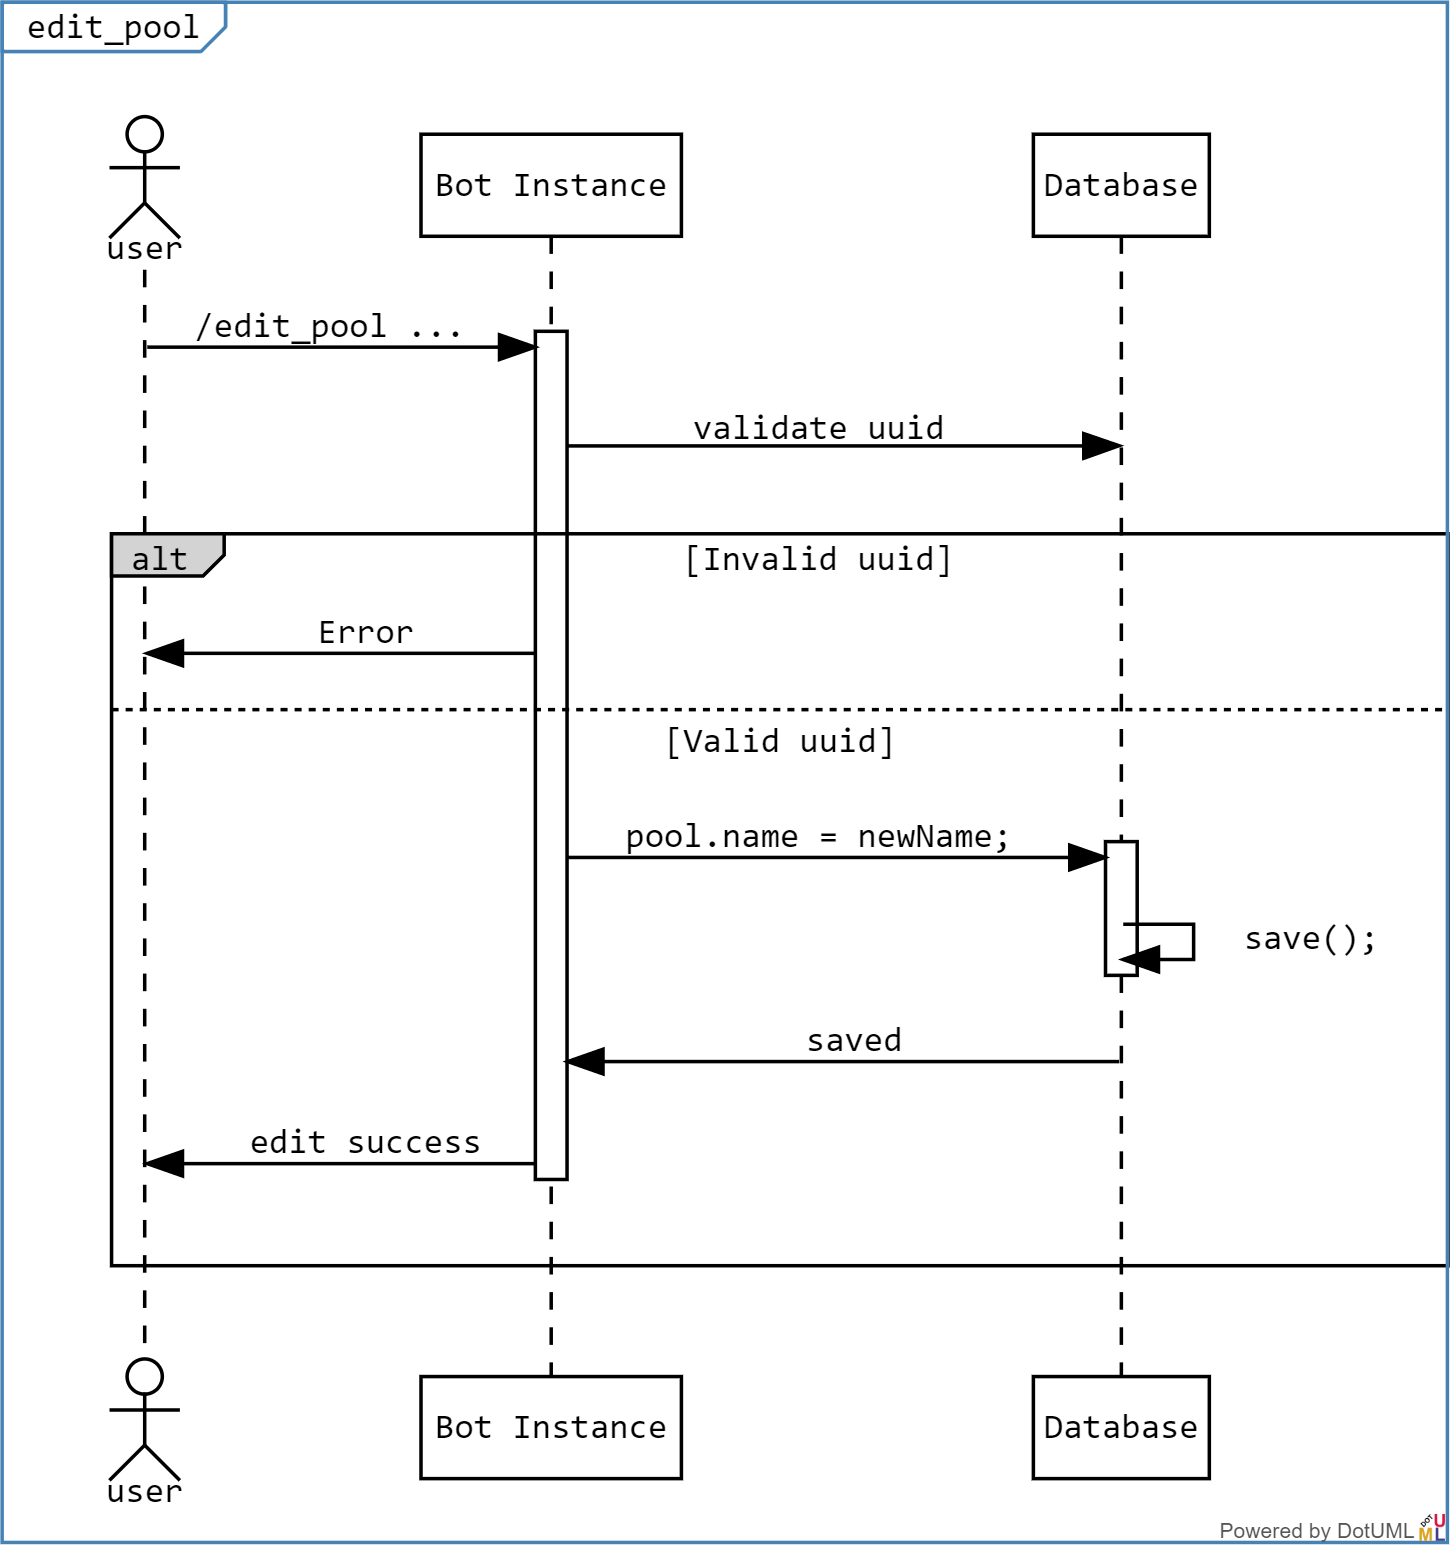 edit_pool
user
Bot Instance
Database
/edit_pool ...
validate uuid
alt
[Invalid uuid]
Error
[Valid uuid]
pool.name = newName;
save();
saved
edit success
user
Bot Instance
Database
Powered by DotUML
DOT
U
M L